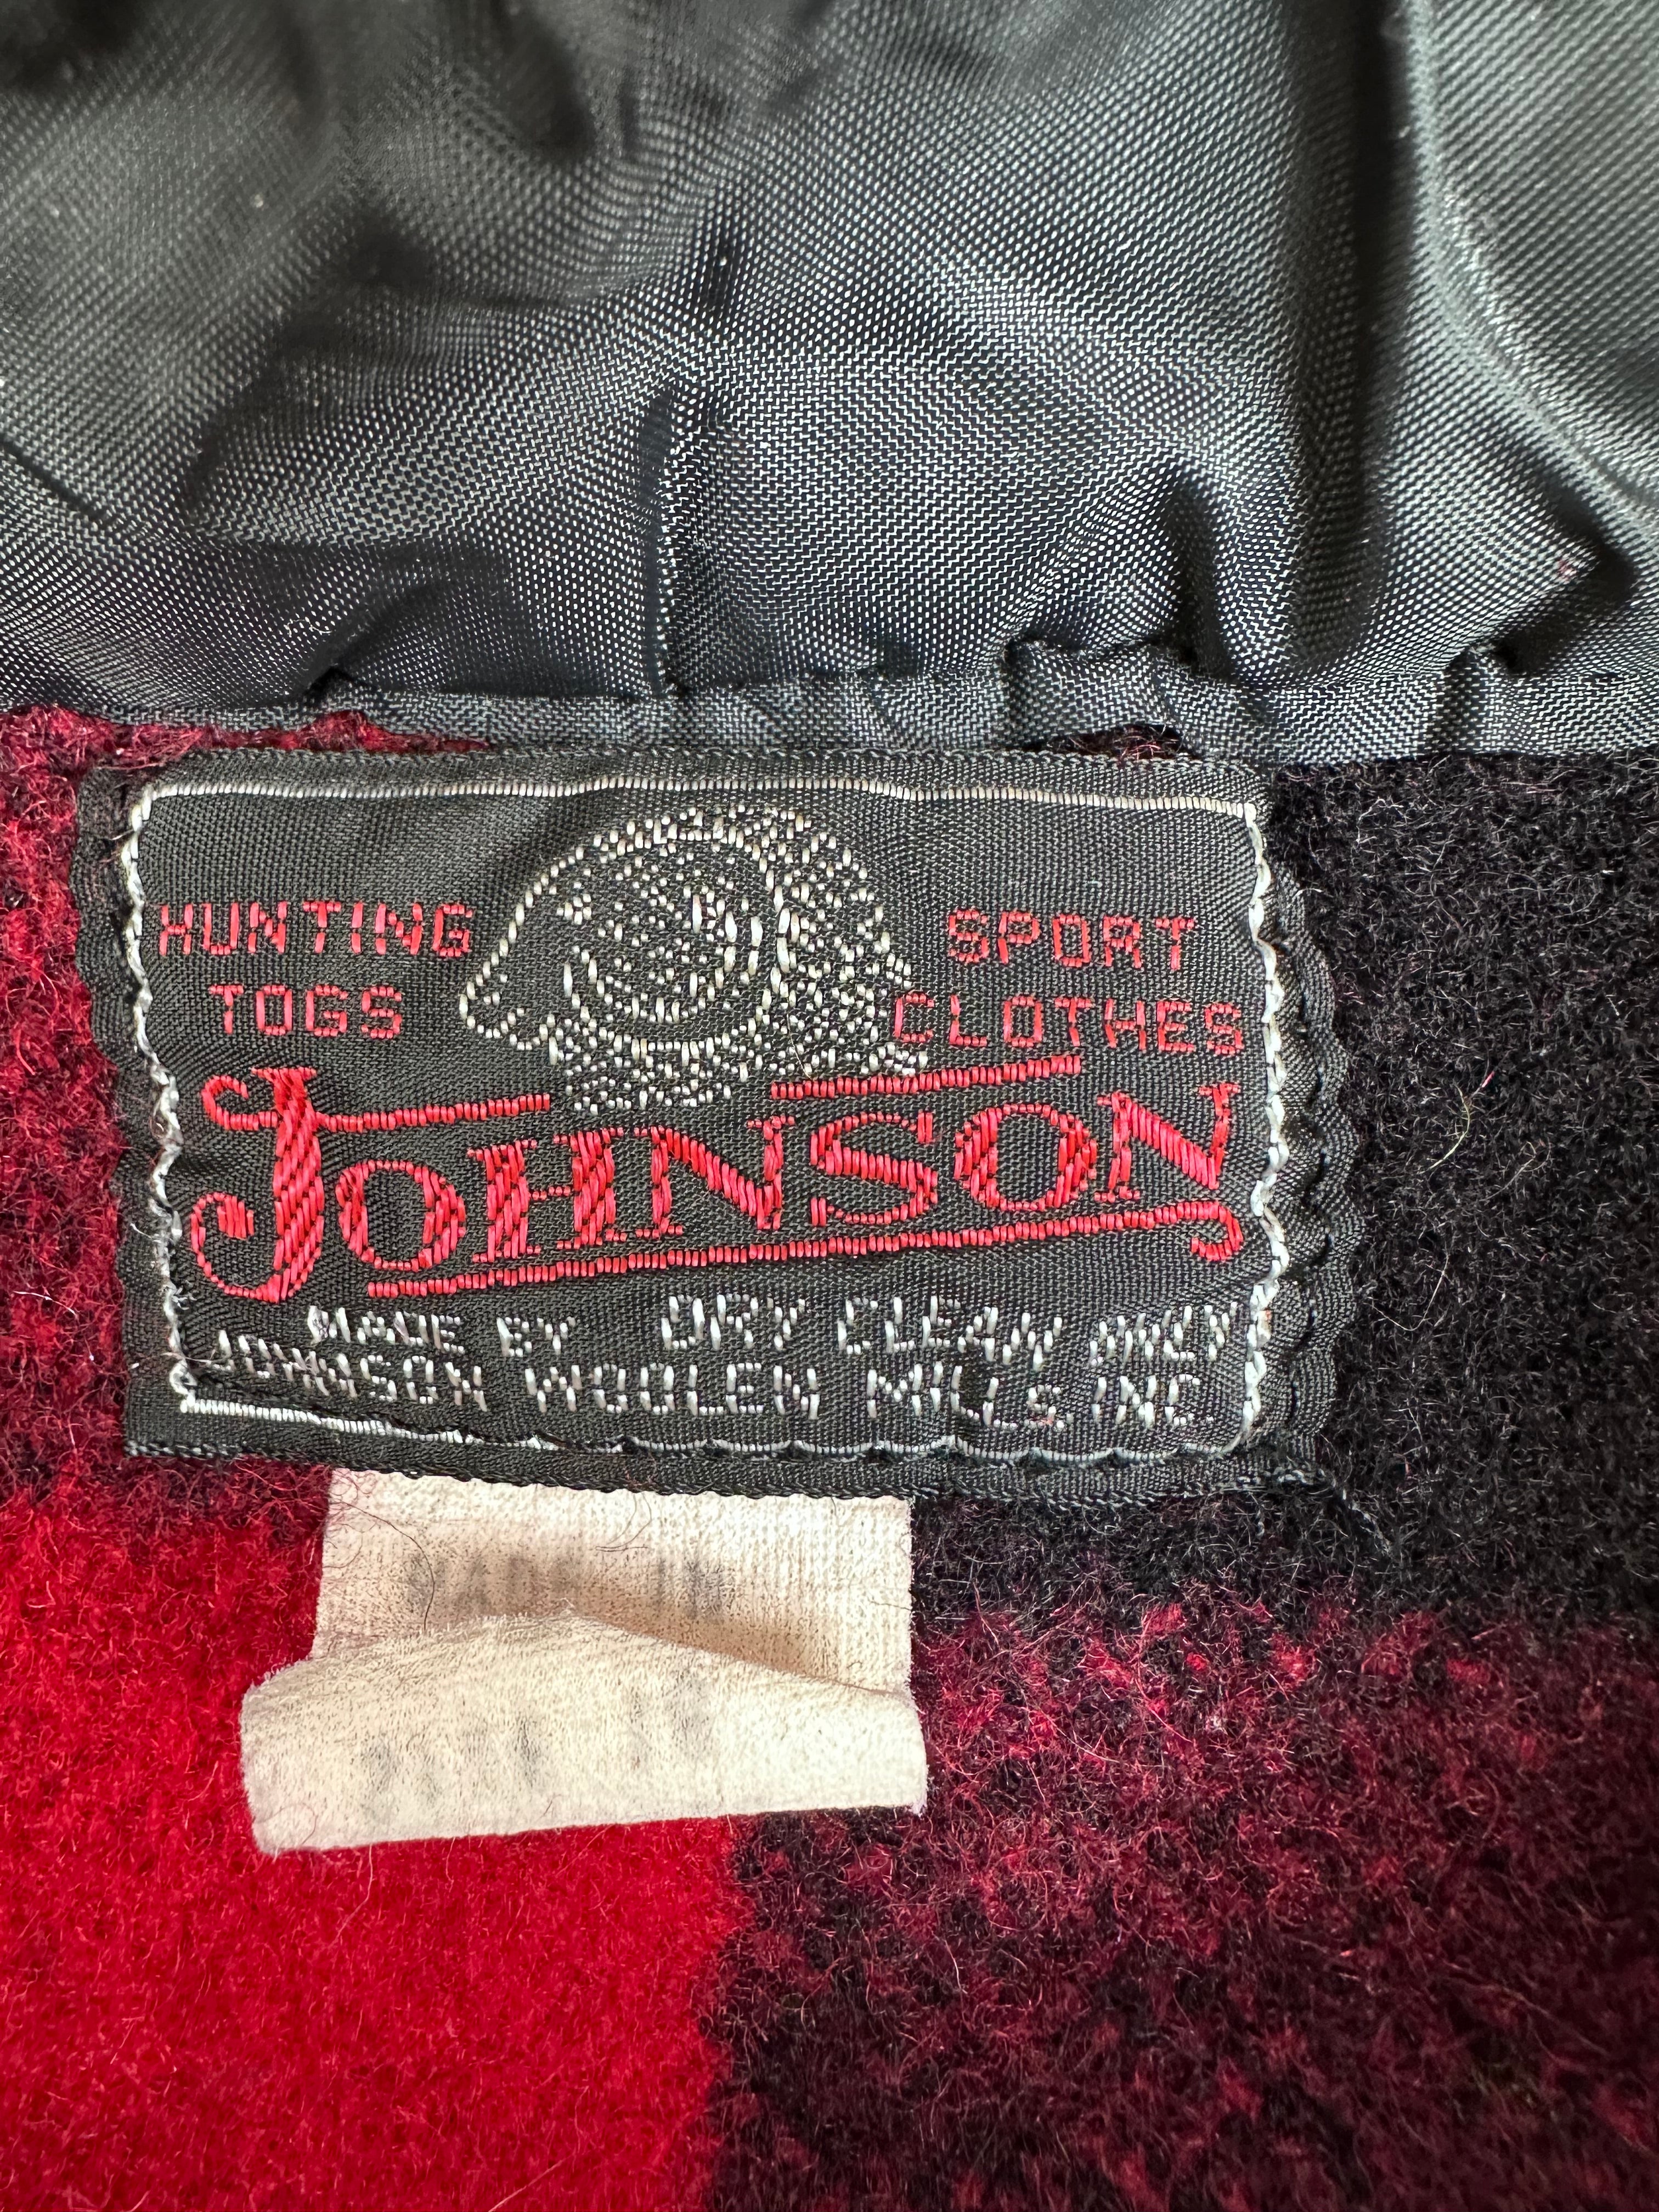 HUNTING
TOGS
SPORT
CLOTHES
JOHNSON
MADE BY DRY CLEAN ONLY
JOHNSON WOOLEN MILLS, INC.